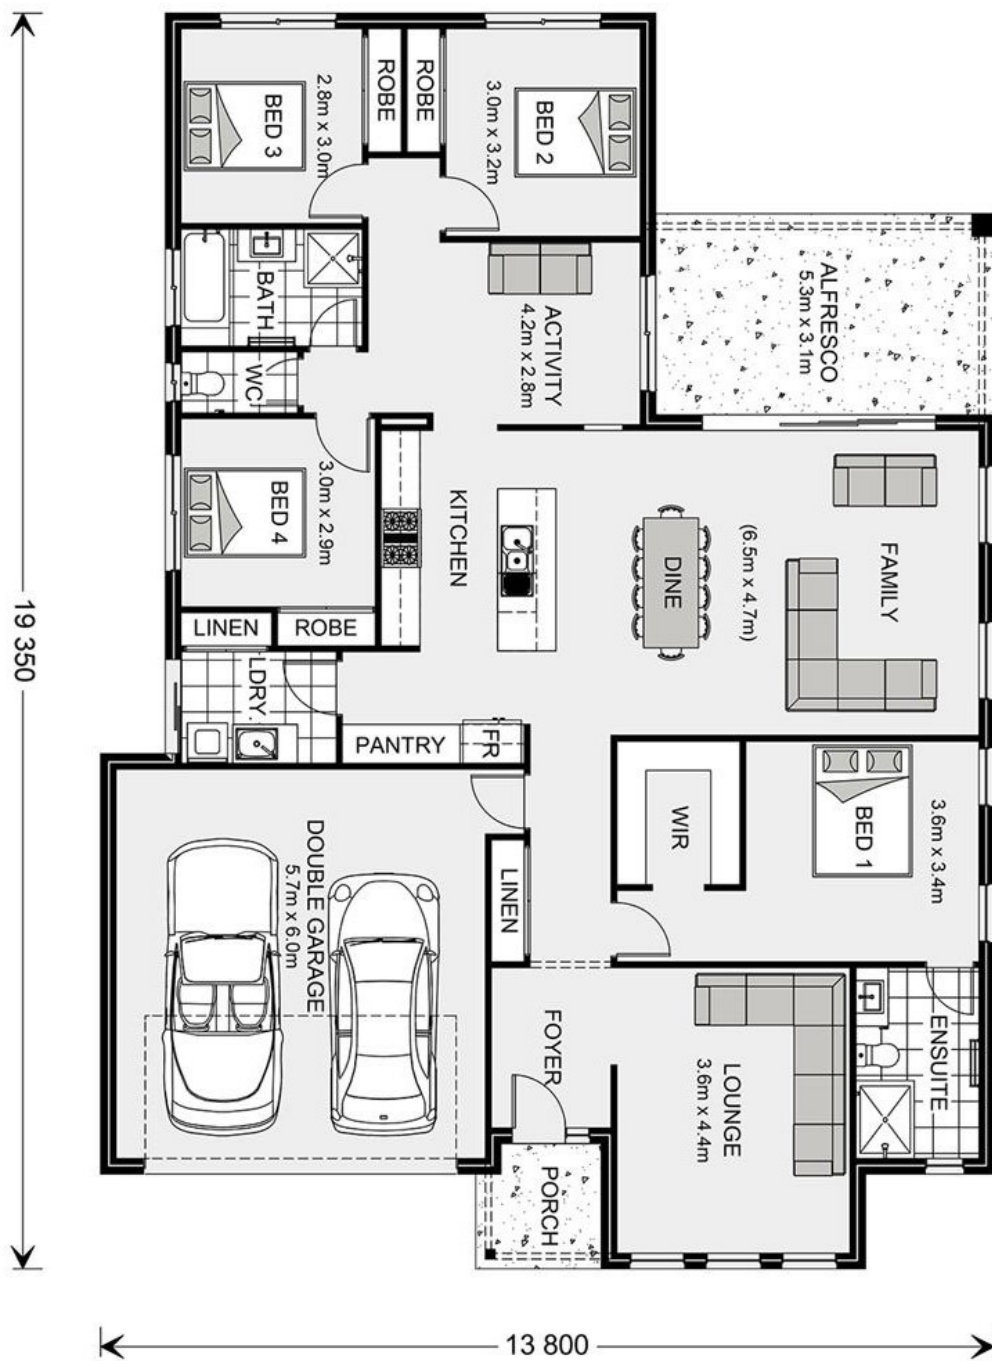 BED 3
2.8m x 3.0m
ROBE
ROBE
BED 2
3.0m x 3.2m
BATH
ACTIVITY
4.2m x 2.8m
ALFRESCO
5.3m x 3.1m
WC
BED 4
3.0m x 2.9m
KITCHEN
DINE
(6.5m x 4.7m)
FAMILY
LINEN
ROBE
LDRY.
PANTRY
FR
WIR
BED 1
3.6m x 3.4m
DOUBLE GARAGE
5.7m x 6.0m
LINEN
FOYER
LOUNGE
3.6m x 4.4m
ENSUITE
PORCH
19 350
13 800